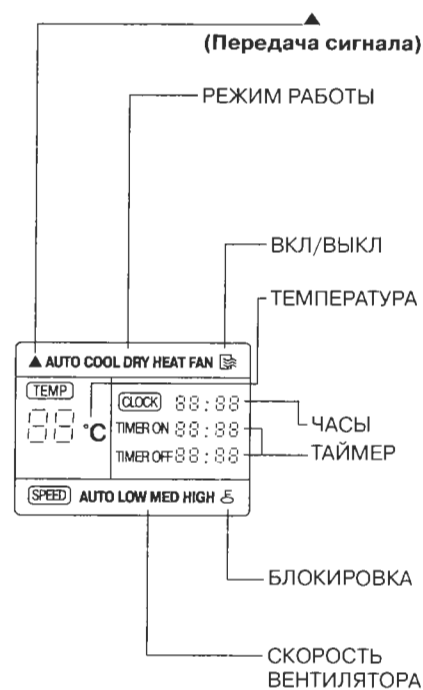 ▲
(Передача сигнала)
РЕЖИМ РАБОТЫ
ВКЛ/ВЫКЛ
ТЕМПЕРАТУРА
▲ AUTO COOL DRY HEAT FAN
TEMP
88 °C
CLOCK 88:88
TIMER ON 88:88
TIMER OFF 88:88
ЧАСЫ
ТАЙМЕР
SPEED AUTO LOW MED HIGH
БЛОКИРОВКА
СКОРОСТЬ
ВЕНТИЛЯТОРА